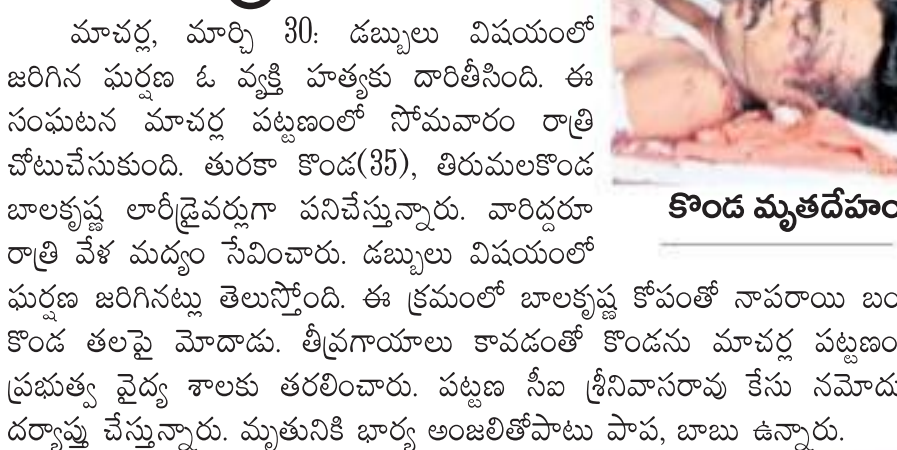 మాచర్ల, మార్చి 30: డబ్బులు విషయంలో
జరిగిన ఘర్షణ ఓ వ్యక్తి హత్యకు దారితీసింది. ఈ
సంఘటన మాచర్ల పట్టణంలో సోమవారం రాత్రి
చోటుచేసుకుంది. తురకా కొండ(35), తిరుమలకొండ
బాలకృష్ణ లారీడ్రైవర్లుగా పనిచేస్తున్నారు. వారిద్దరూ
రాత్రి వేళ మద్యం సేవించారు. డబ్బులు విషయంలో
ఘర్షణ జరిగినట్లు తెలుస్తోంది. ఈ క్రమంలో బాలకృష్ణ కోపంతో నాపరాయి
కొండ తలపై మోదాడు. తీవ్రగాయాలు కావడంతో కొండను మాచర్ల పట్టణం
ప్రభుత్వ వైద్య శాలకు తరలించారు. పట్టణ సీఐ శ్రీనివాసరావు కేసు
దర్యాప్తు చేస్తున్నారు. మృతునికి భార్య అంజలితోపాటు పాప, బాబు ఉన్నారు.
కొండ మృతదేహం